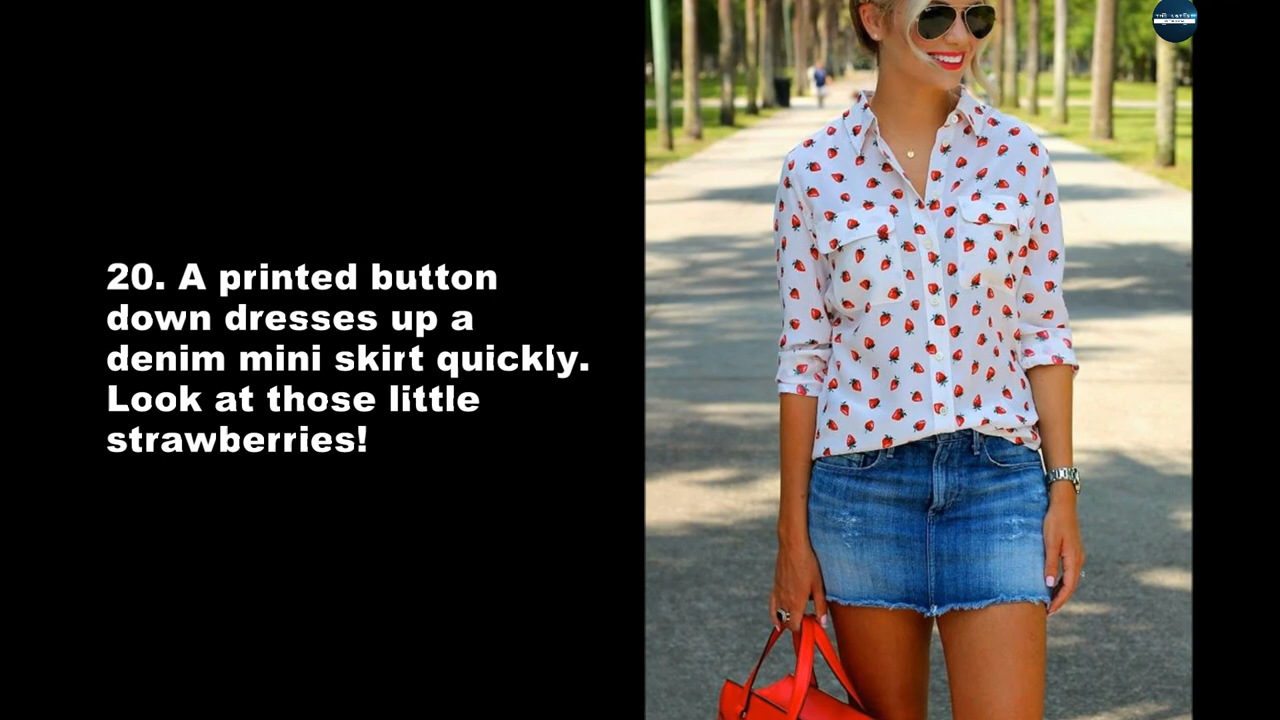 20. A printed button
down dresses up a
denim mini skirt quickly.
Look at those little
strawberries!